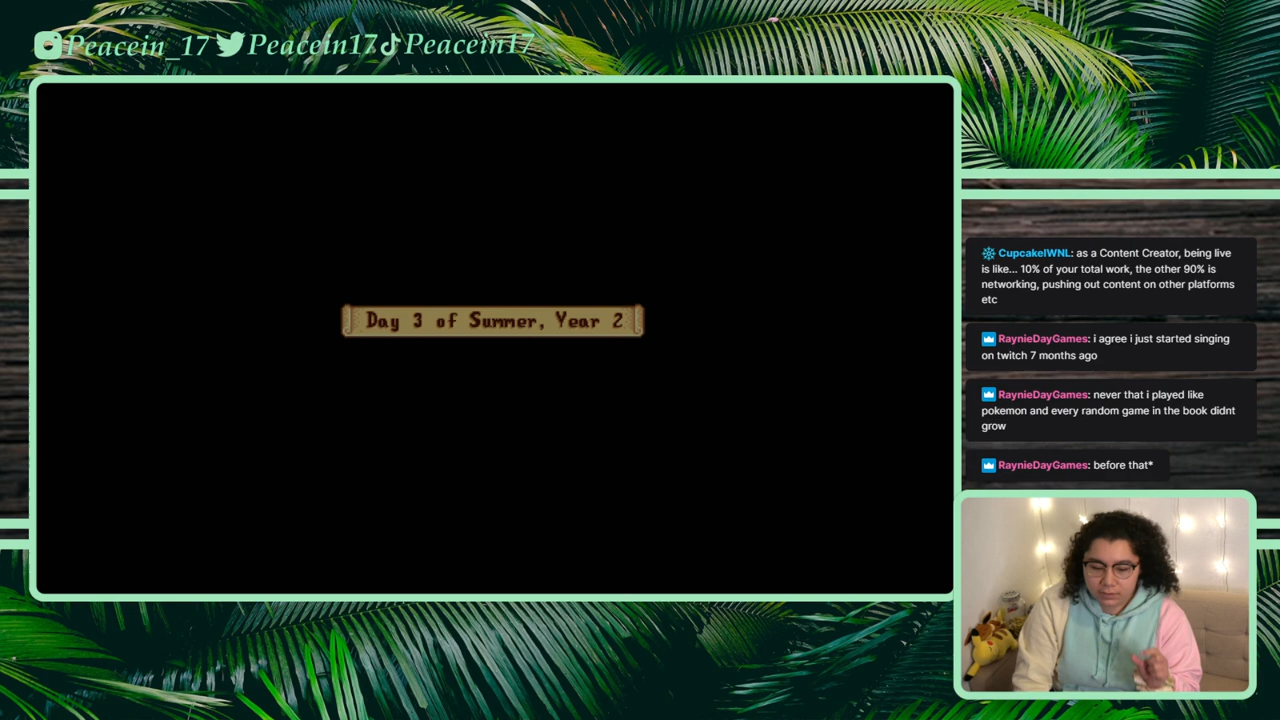 Peacein_17 Peacein17 Peacein17
Day 3 of Summer, Year 2
CupcakeWNL: as a Content Creator, being live
is like... 10% of your total work, the other 90% is
networking, pushing out content on other platforms
etc
RaynieDayGames: i agree i just started singing
on twitch 7 months ago
RaynieDayGames: never that i played like
pokemon and every random game in the book didnt
grow
RaynieDayGames: before that*